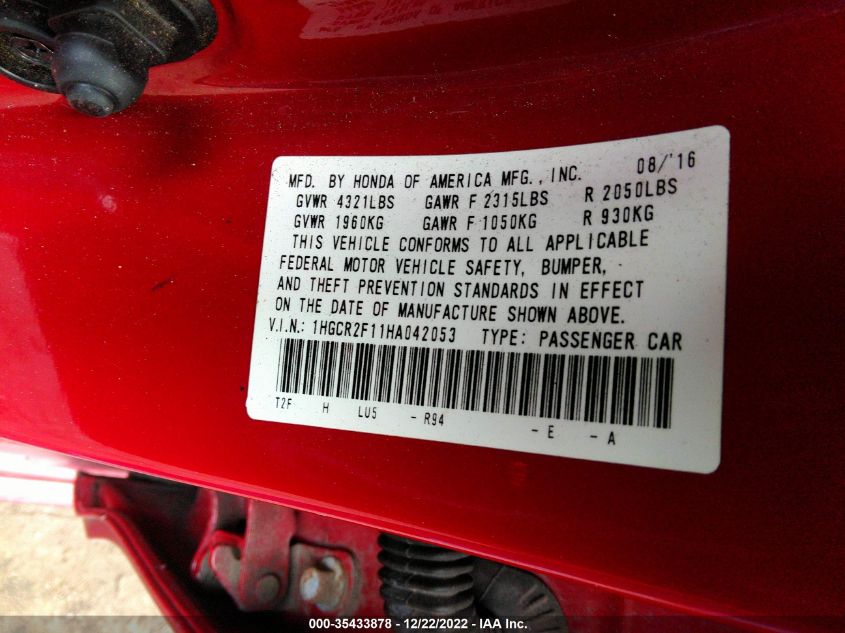 08/'16
MFD. BY HONDA OF AMERICA MFG., INC.
GVWR 4321LBS GAWR F 2315LBS R 2050LBS
GVWR 1960KG GAWR F 1050KG R 930KG
THIS VEHICLE CONFORMS TO ALL APPLICABLE
FEDERAL MOTOR VEHICLE SAFETY, BUMPER,
AND THEFT PREVENTION STANDARDS IN EFFECT
ON THE DATE OF MANUFACTURE SHOWN ABOVE.
V.I.N.: 1HGCR2F11HA042053 TYPE: PASSENGER CAR
T2F H LU5 - R94 - E - A
000-35433878 - 12/22/2022 - IAA Inc.